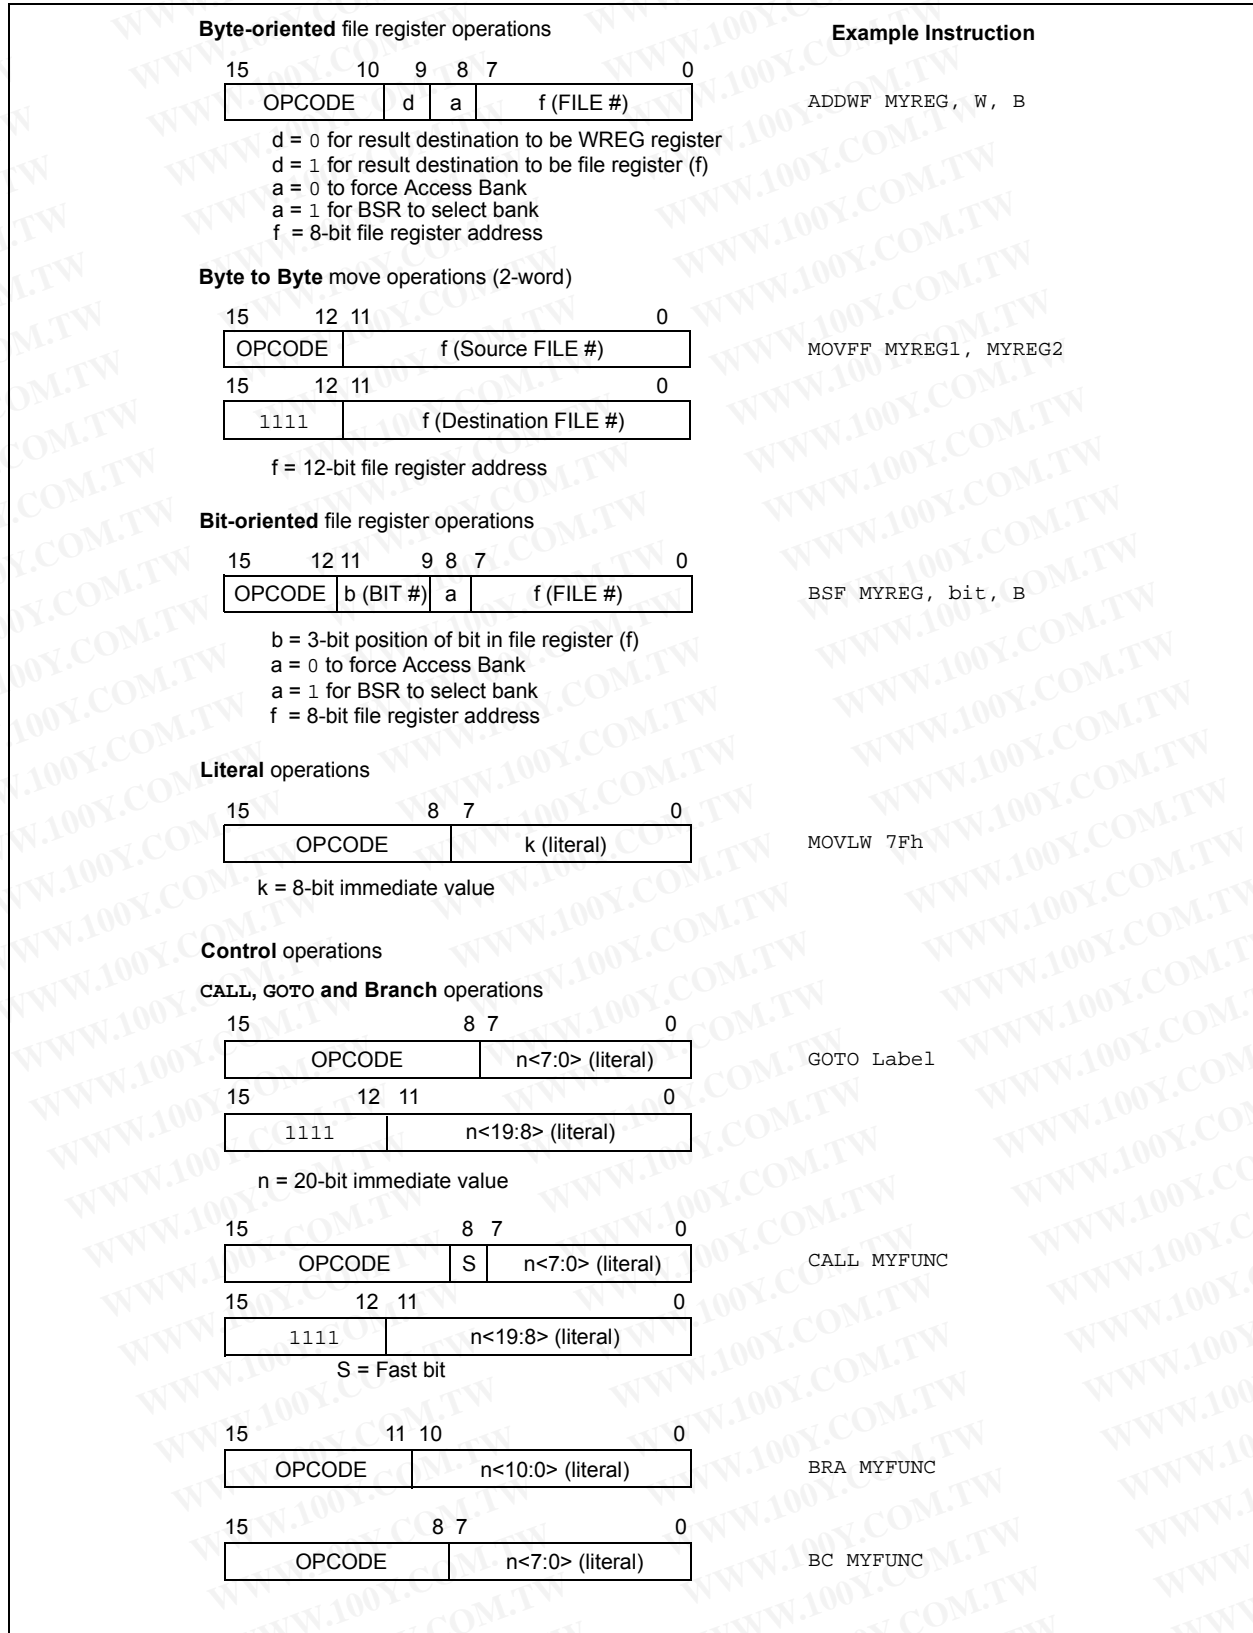 Byte-oriented file register operations
Example Instruction
15 10 9 8 7 0
OPCODE d a f (FILE #)
ADDWF MYREG, W, B
d = 0 for result destination to be WREG register
d = 1 for result destination to be file register (f)
a = 0 to force Access Bank
a = 1 for BSR to select bank
f = 8-bit file register address
Byte to Byte move operations (2-word)
15 12 11 0
OPCODE f (Source FILE #)
MOVFF MYREG1, MYREG2
15 12 11 0
1111 f (Destination FILE #)
f = 12-bit file register address
Bit-oriented file register operations
15 12 11 9 8 7 0
OPCODE b (BIT #) a f (FILE #)
BSF MYREG, bit, B
b = 3-bit position of bit in file register (f)
a = 0 to force Access Bank
a = 1 for BSR to select bank
f = 8-bit file register address
Literal operations
15 8 7 0
OPCODE k (literal)
MOVLW 7Fh
k = 8-bit immediate value
Control operations
CALL, GOTO and Branch operations
15 8 7 0
OPCODE n<7:0> (literal)
GOTO Label
15 12 11 0
1111 n<19:8> (literal)
n = 20-bit immediate value
15 8 7 0
OPCODE S n<7:0> (literal)
CALL MYFUNC
15 12 11 0
1111 n<19:8> (literal)
S = Fast bit
15 11 10 0
OPCODE n<10:0> (literal)
BRA MYFUNC
15 8 7 0
OPCODE n<7:0> (literal)
BC MYFUNC
WWW.100Y.COM.TW